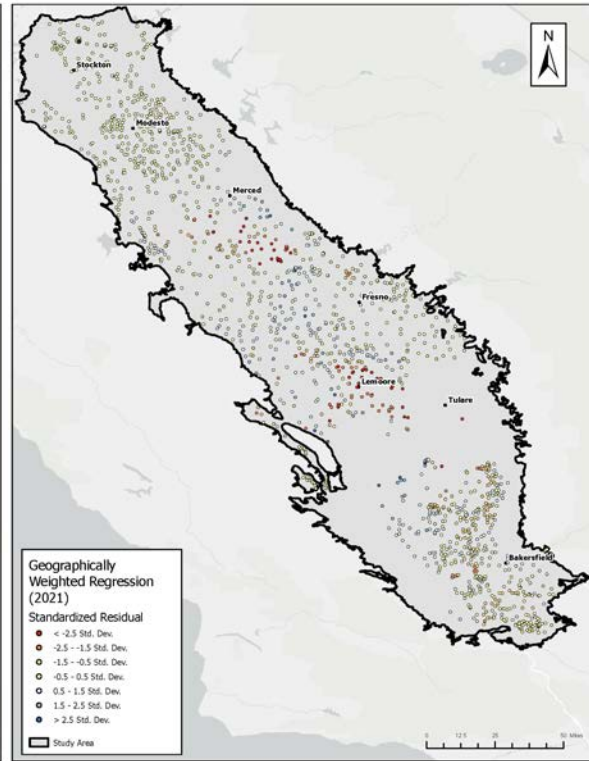 N
Stockton
Modesto
Merced
Fresno
Lemoore
Tulare
Bakersfield
Geographically
Weighted Regression
(2021)
Standardized Residual
< -2.5 Std. Dev.
-2.5 - -1.5 Std. Dev.
-1.5 - -0.5 Std. Dev.
-0.5 - 0.5 Std. Dev.
0.5 - 1.5 Std. Dev.
1.5 - 2.5 Std. Dev.
> 2.5 Std. Dev.
Study Area
0 12.5 25 50 Miles